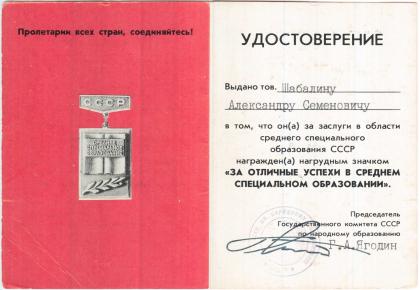 Пролетарии всех стран, соединяйтесь!
СССР
УДОСТОВЕРЕНИЕ
Выдано тов. Шабалину
Александру Семеновичу
в том, что он(а) за заслуги в области
среднего специального
образования СССР
награжден(а) нагрудным значком
«ЗА ОТЛИЧНЫЕ УСПЕХИ В СРЕДНЕМ
СПЕЦИАЛЬНОМ ОБРАЗОВАНИИ».
Председатель
Государственного комитета СССР
по народному образованию
Г.А.Ягодин